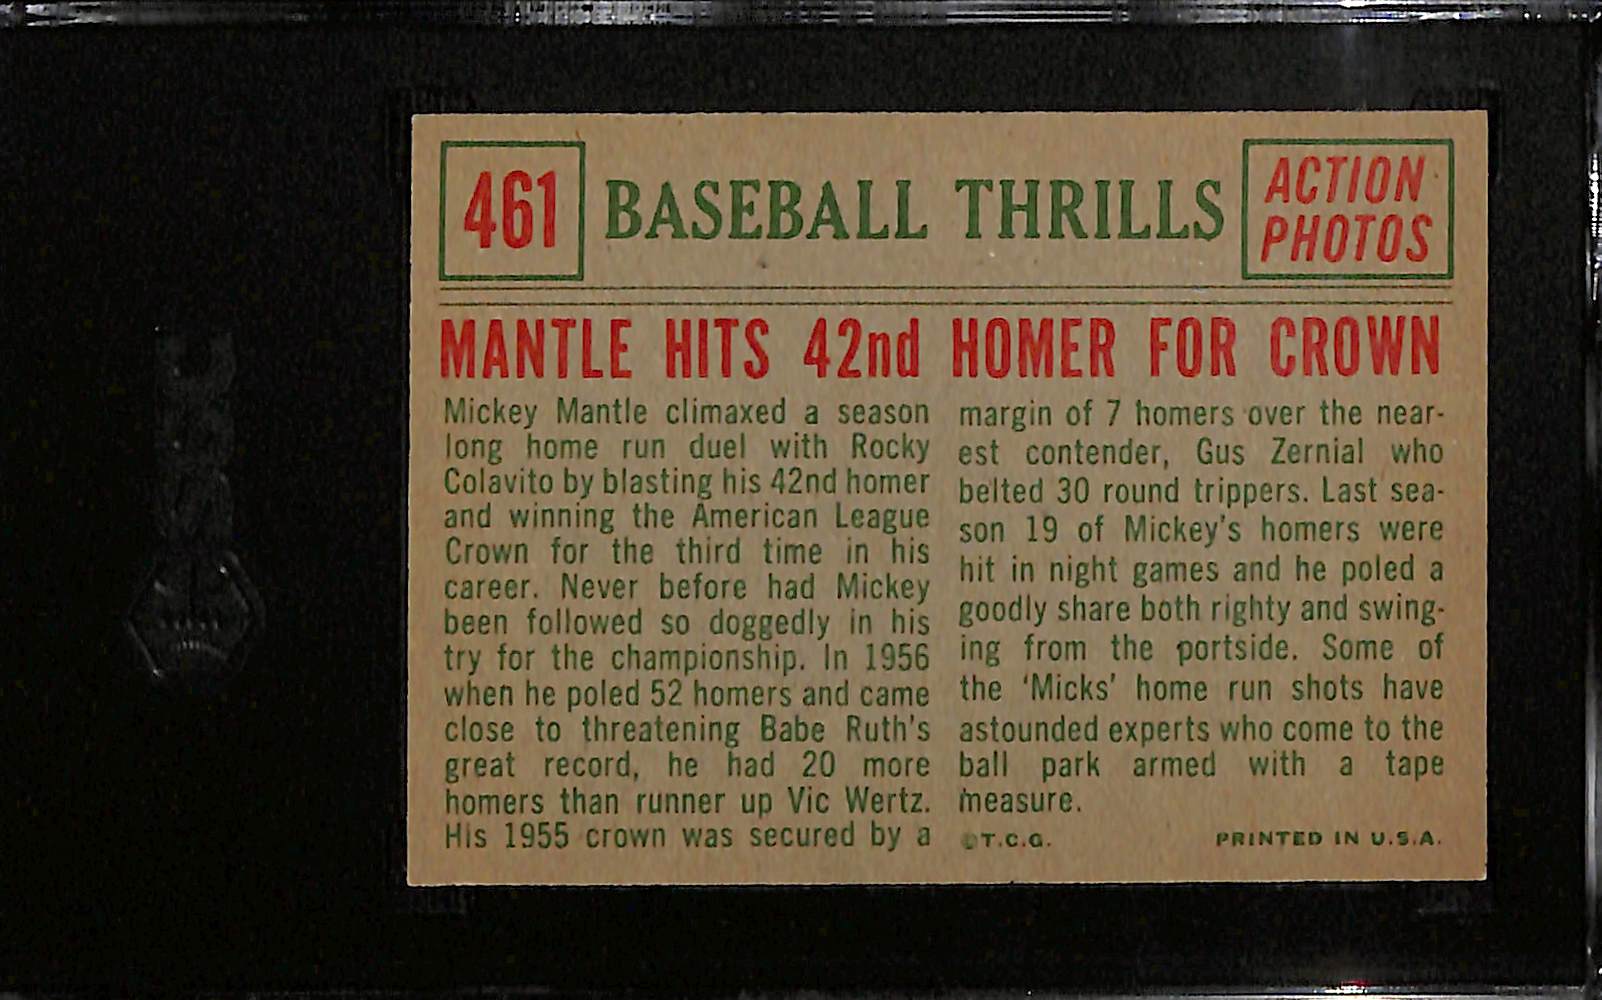 461
BASEBALL THRILLS
ACTION
PHOTOS
MANTLE HITS 42nd HOMER FOR CROWN
Mickey Mantle climaxed a season
long home run duel with Rocky
Colavito by blasting his 42nd homer
and winning the American League
Crown for the third time in his
career. Never before had Mickey
been followed so doggedly in his
try for the championship. In 1956
when he poled 52 homers and came
close to threatening Babe Ruth's
great record, he had 20 more
homers than runner up Vic Wertz.
His 1955 crown was secured by a
margin of 7 homers over the near-
est contender, Gus Zernial who
belted 30 round trippers. Last sea-
son 19 of Mickey's homers were
hit in night games and he poled a
goodly share both righty and swing-
ing from the portside. Some of
the 'Micks' home run shots have
astounded experts who come to the
ball park armed with a tape
measure.
©T.C.G.
PRINTED IN U.S.A.